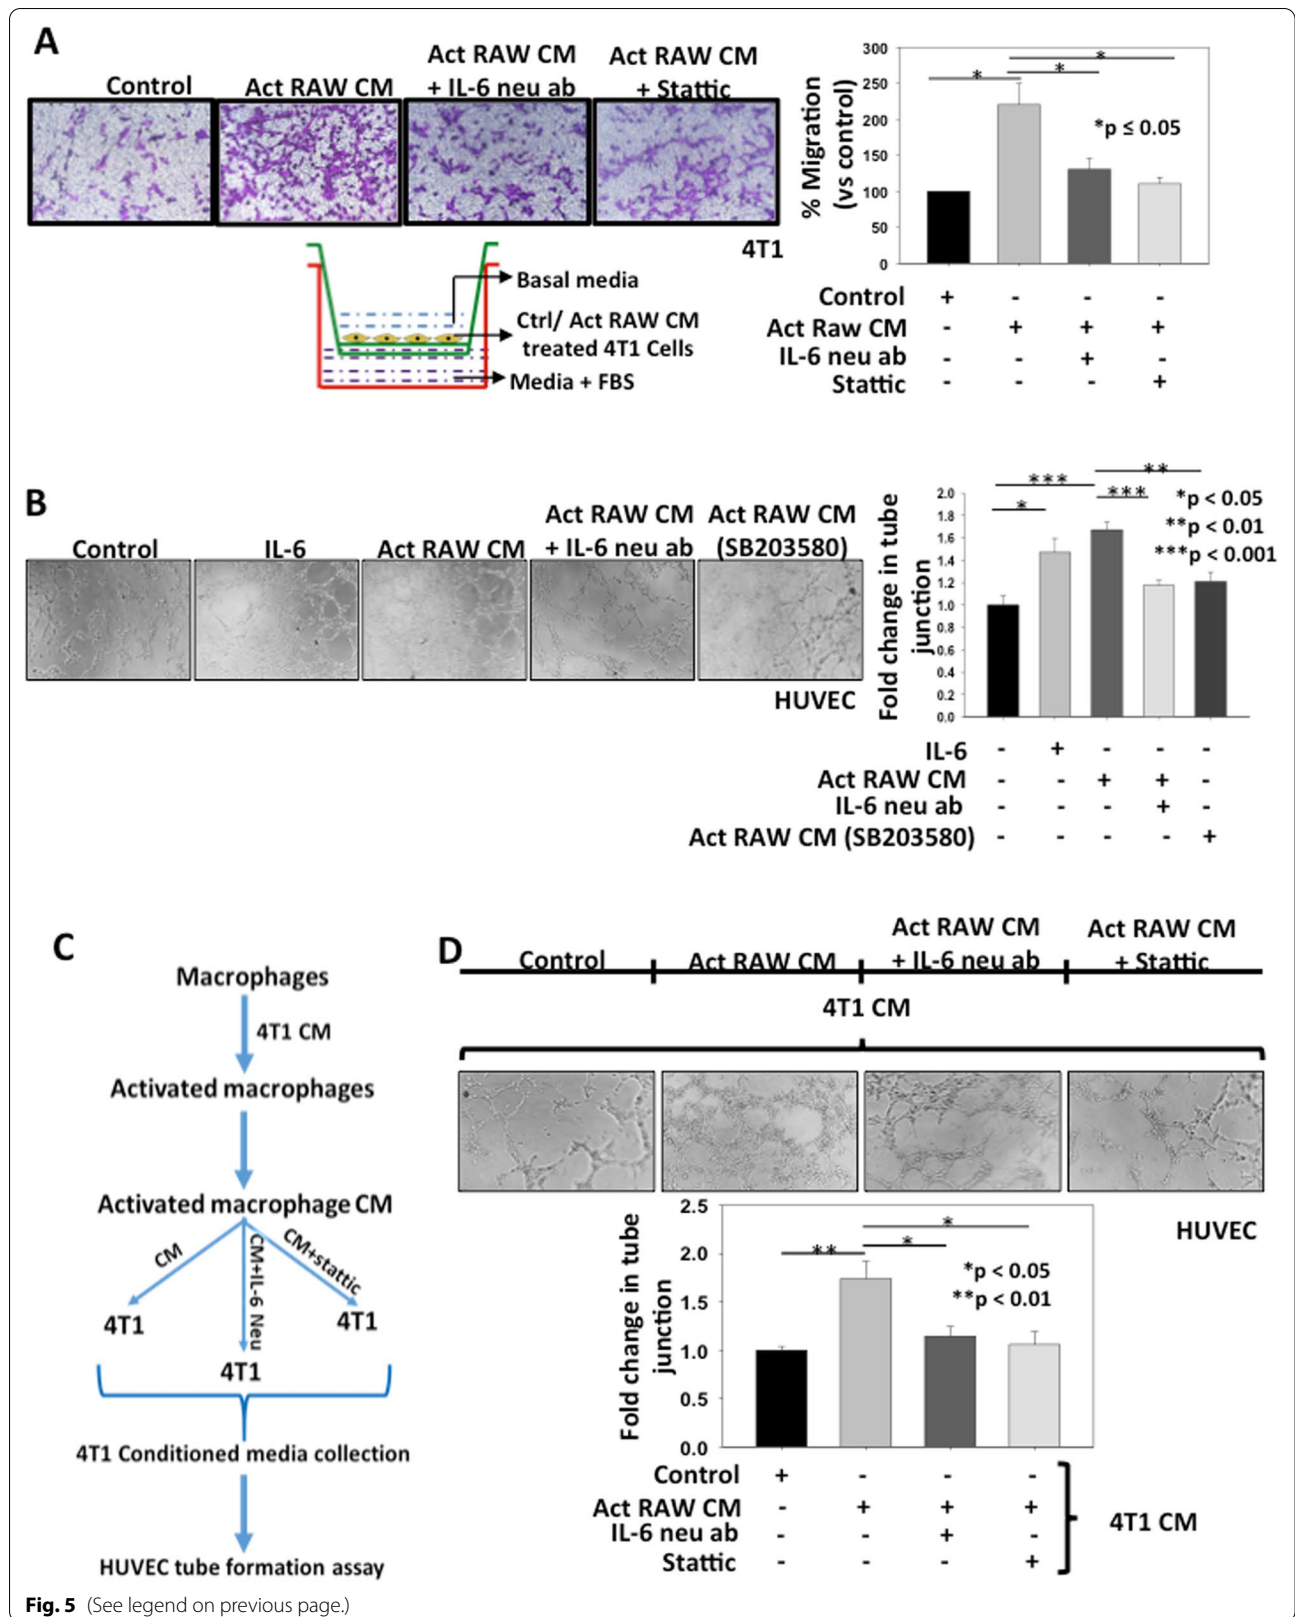 A
Control
Act RAW CM
Act RAW CM
+ IL-6 neu ab
Act RAW CM
+ Stattic
4T1
Basal media
Ctrl/ Act RAW CM
treated 4T1 Cells
Media + FBS
% Migration
(vs control)
300
250
200
150
100
50
0
*
*
*
*p ≤ 0.05
Control + - - -
Act Raw CM - + + +
IL-6 neu ab - - + -
Stattic - - - +
B
Control
IL-6
Act RAW CM
Act RAW CM
+ IL-6 neu ab
Act RAW CM
(SB203580)
HUVEC
Fold change in tube
junction
2.0
1.8
1.6
1.4
1.2
1.0
0.8
0.6
0.4
0.2
0.0
***
*
**
***
*p < 0.05
**p < 0.01
***p < 0.001
IL-6 - + - - -
Act RAW CM - - + + -
IL-6 neu ab - - - + -
Act RAW CM (SB203580) - - - - +
C
Macrophages
4T1 CM
Activated macrophages
Activated macrophage CM
CM
CM+IL-6 Neu
CM+stattic
4T1
4T1
4T1
4T1 Conditioned media collection
HUVEC tube formation assay
D
Control
Act RAW CM
Act RAW CM
+ IL-6 neu ab
Act RAW CM
+ Stattic
4T1 CM
HUVEC
Fold change in tube
junction
2.5
2.0
1.5
1.0
0.5
0.0
**
*
*
*p < 0.05
**p < 0.01
Control + - - -
Act RAW CM - + + +
IL-6 neu ab - - + -
Stattic - - - +
4T1 CM
Fig. 5 (See legend on previous page.)